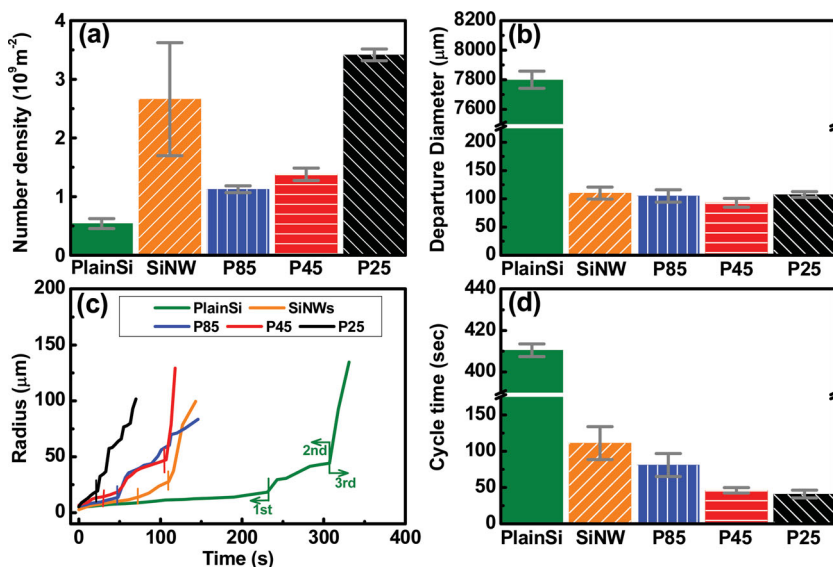 (a)
Number density (10⁹m⁻²)
4
3
2
1
0
PlainSi SiNW P85 P45 P25
(b)
Departure Diameter (μm)
8200
8000
7800
7600
200
150
100
50
0
PlainSi SiNW P85 P45 P25
(c)
PlainSi SiNWs
P85 P45 P25
Radius (μm)
200
150
100
50
0
1st
2nd
3rd
0 100 200 300 400
Time (s)
(d)
Cycle time (sec)
440
420
400
150
100
50
0
PlainSi SiNW P85 P45 P25